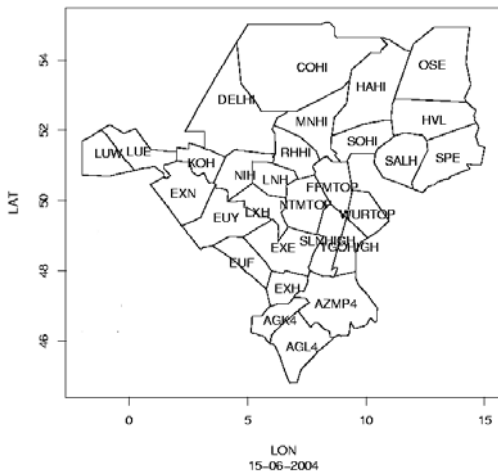 LAT
54
52
50
48
46
COHI
OSE
HAHI
DELHI
MNHI
HVL
SOHI
LUW
LUE
KOH
RHHI
SALH
SPE
NIH
LNH
EXN
FFMTOP
NTMTOP
LXH
EUY
WURTOP
SLNHIGH
TGOHIGH
EXE
EUF
EXH
AZMP4
AGK4
AGL4
0
5
10
15
LON
15-06-2004